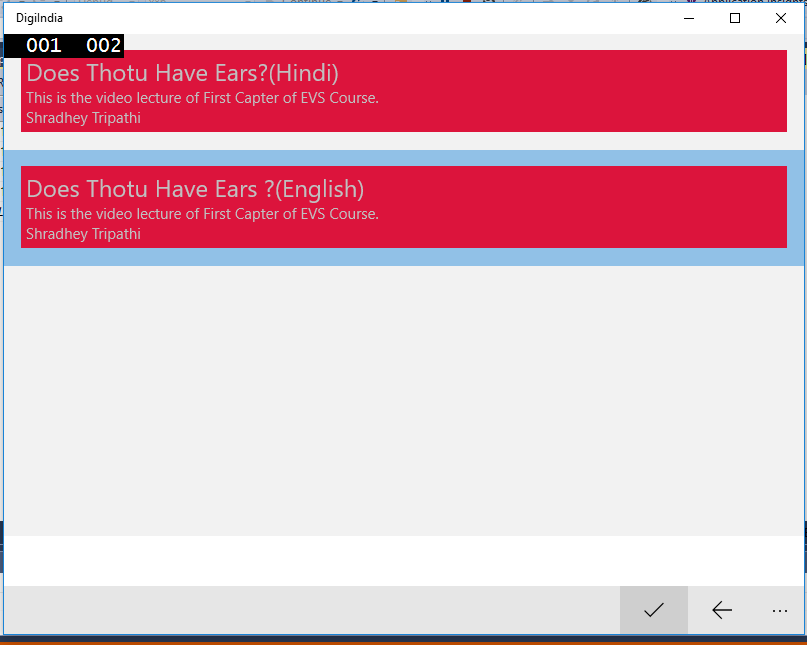 DigiIndia
001 002
Does Thotu Have Ears?(Hindi)
This is the video lecture of First Capter of EVS Course.
Shradhey Tripathi
Does Thotu Have Ears ?(English)
This is the video lecture of First Capter of EVS Course.
Shradhey Tripathi